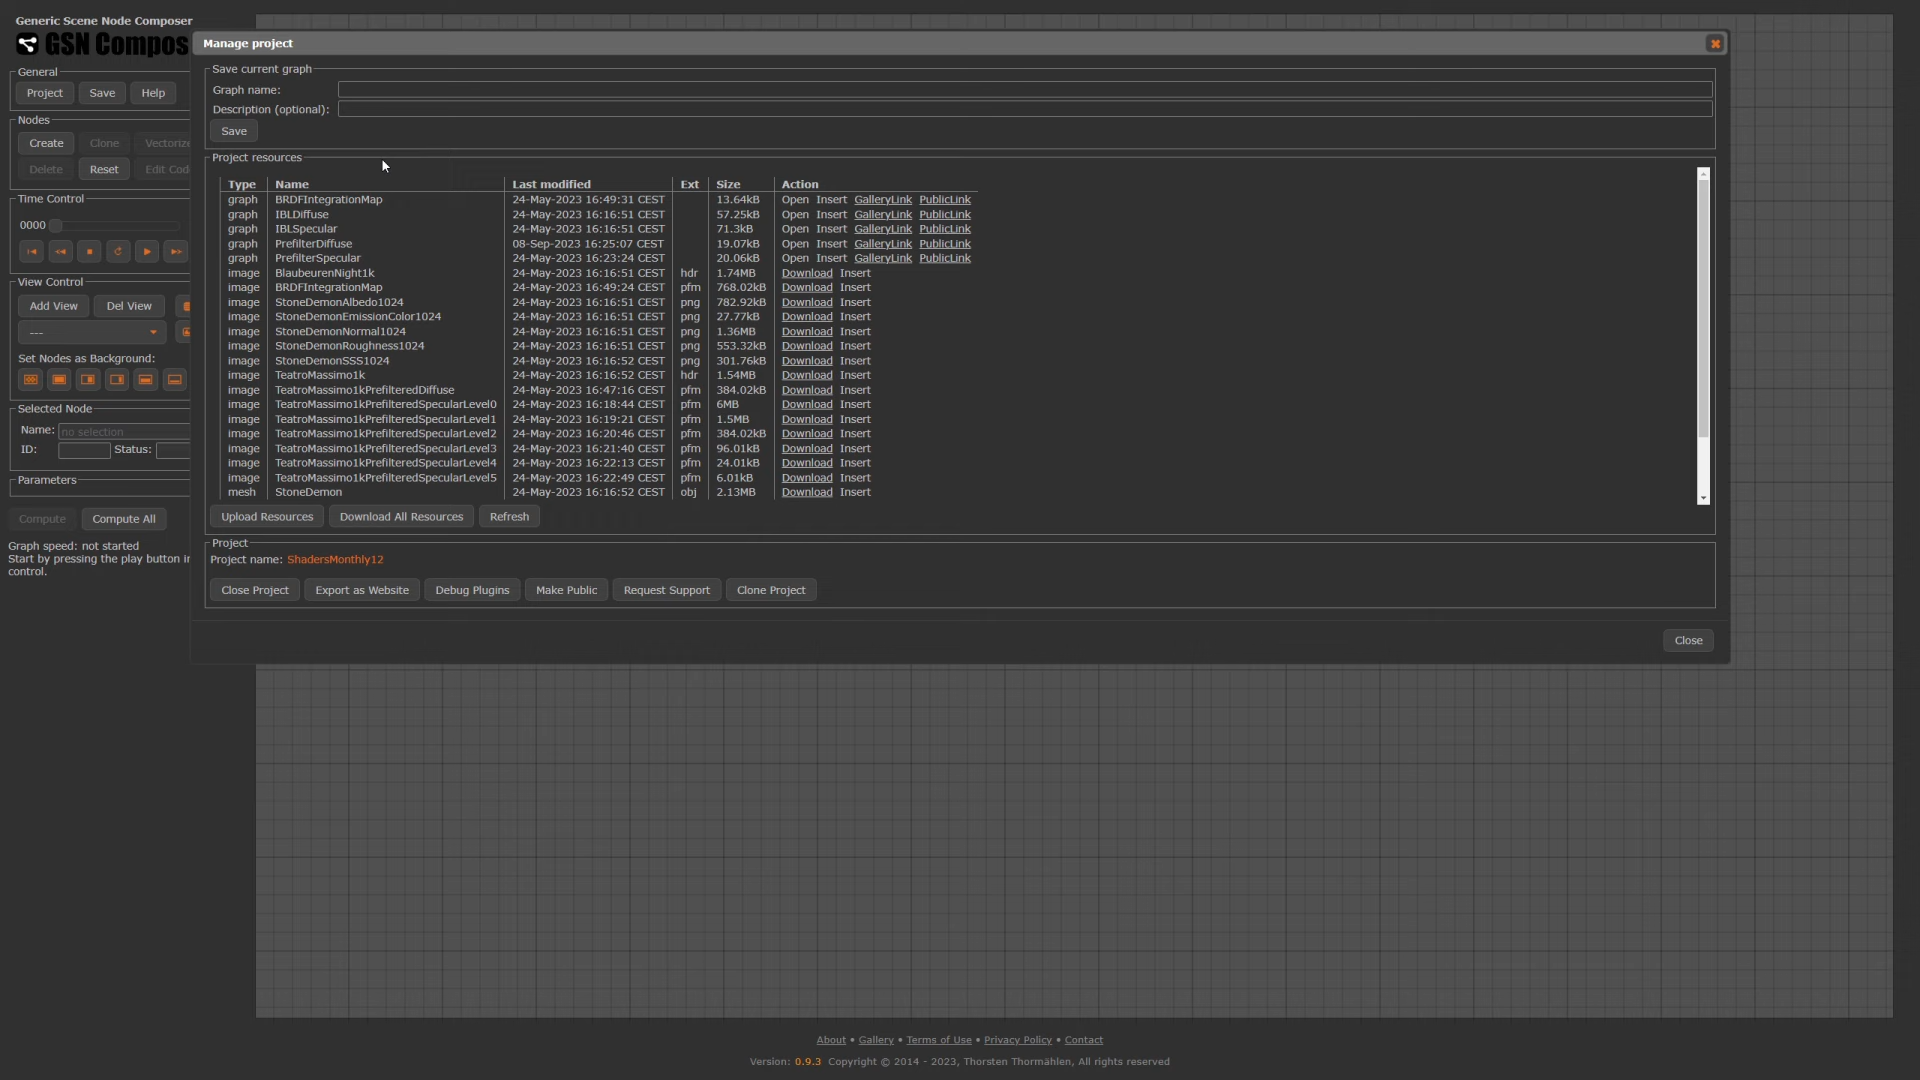 Generic Scene Node Composer
GSN Compos
General
Project Save Help
Nodes
Create Clone Vectorize
Delete Reset Edit Cod
Time Control
0000
View Control
Add View Del View
---
Set Nodes as Background:
Selected Node
Name: no selection
ID: Status:
Parameters
Compute Compute All
Graph speed: not started
Start by pressing the play button in
control.
Manage project
Save current graph
Graph name:
Description (optional):
Save
Project resources
Type Name Last modified Ext Size Action
graph BRDFIntegrationMap 24-May-2023 16:49:31 CEST 13.64kB Open Insert GalleryLink PublicLink
graph IBLDiffuse 24-May-2023 16:16:51 CEST 57.25kB Open Insert GalleryLink PublicLink
graph IBLSpecular 24-May-2023 16:16:51 CEST 71.3kB Open Insert GalleryLink PublicLink
graph PrefilterDiffuse 08-Sep-2023 16:25:07 CEST 19.07kB Open Insert GalleryLink PublicLink
graph PrefilterSpecular 24-May-2023 16:23:24 CEST 20.06kB Open Insert GalleryLink PublicLink
image BlaubeurenNight1k 24-May-2023 16:16:51 CEST hdr 1.74MB Download Insert
image BRDFIntegrationMap 24-May-2023 16:49:24 CEST pfm 768.02kB Download Insert
image StoneDemonAlbedo1024 24-May-2023 16:16:51 CEST png 782.92kB Download Insert
image StoneDemonEmissionColor1024 24-May-2023 16:16:51 CEST png 27.77kB Download Insert
image StoneDemonNormal1024 24-May-2023 16:16:51 CEST png 1.36MB Download Insert
image StoneDemonRoughness1024 24-May-2023 16:16:51 CEST png 553.32kB Download Insert
image StoneDemonSSS1024 24-May-2023 16:16:52 CEST png 301.76kB Download Insert
image TeatroMassimo1k 24-May-2023 16:16:52 CEST hdr 1.54MB Download Insert
image TeatroMassimo1kPrefilteredDiffuse 24-May-2023 16:47:16 CEST pfm 384.02kB Download Insert
image TeatroMassimo1kPrefilteredSpecularLevel0 24-May-2023 16:18:44 CEST pfm 6MB Download Insert
image TeatroMassimo1kPrefilteredSpecularLevel1 24-May-2023 16:19:21 CEST pfm 1.5MB Download Insert
image TeatroMassimo1kPrefilteredSpecularLevel2 24-May-2023 16:20:46 CEST pfm 384.02kB Download Insert
image TeatroMassimo1kPrefilteredSpecularLevel3 24-May-2023 16:21:40 CEST pfm 96.01kB Download Insert
image TeatroMassimo1kPrefilteredSpecularLevel4 24-May-2023 16:22:13 CEST pfm 24.01kB Download Insert
image TeatroMassimo1kPrefilteredSpecularLevel5 24-May-2023 16:22:49 CEST pfm 6.01kB Download Insert
mesh StoneDemon 24-May-2023 16:16:52 CEST obj 2.13MB Download Insert
Upload Resources Download All Resources Refresh
Project
Project name: ShadersMonthly12
Close Project Export as Website Debug Plugins Make Public Request Support Clone Project
Close
About • Gallery • Terms of Use • Privacy Policy • Contact
Version: 0.9.3 Copyright © 2014 - 2023, Thorsten Thormählen, All rights reserved